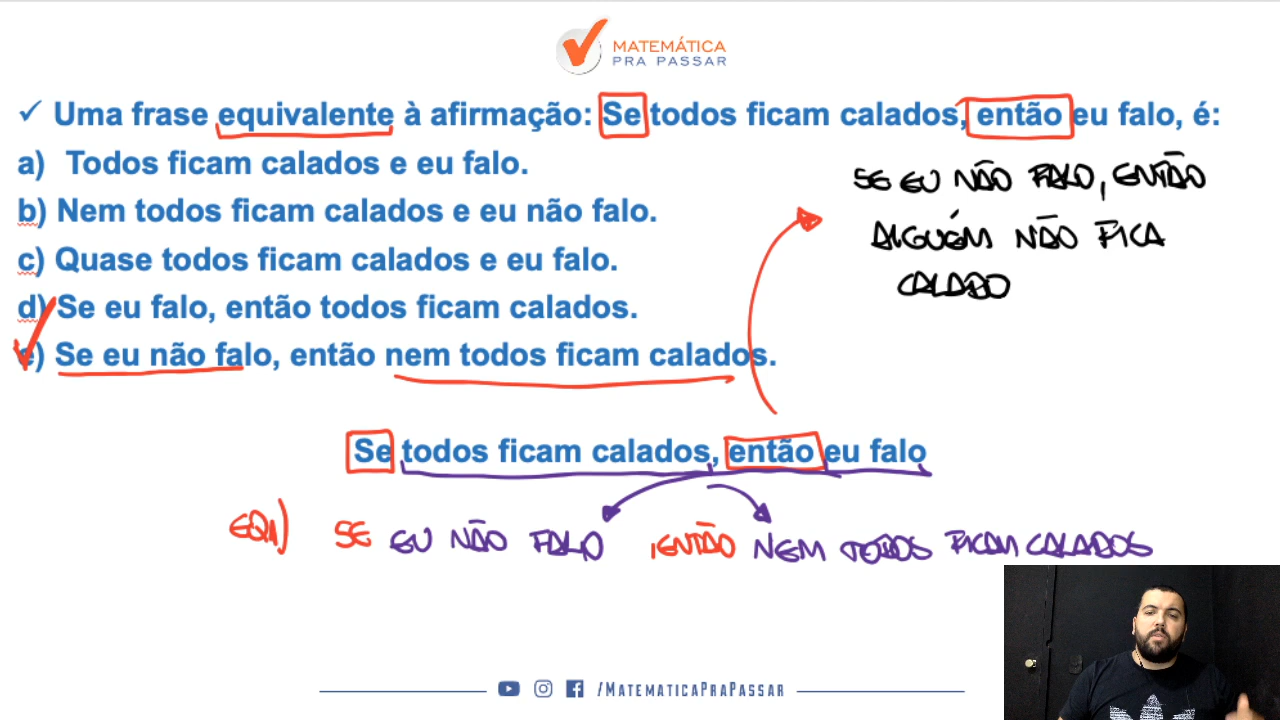 MATEMÁTICA
PRA PASSAR
✓ Uma frase equivalente à afirmação: Se todos ficam calados, então eu falo, é:
a) Todos ficam calados e eu falo.
b) Nem todos ficam calados e eu não falo.
c) Quase todos ficam calados e eu falo.
d) Se eu falo, então todos ficam calados.
e) Se eu não falo, então nem todos ficam calados.
SE EU NÃO FALO, ENTÃO
ALGUÉM NÃO FICA
CALADO
Se todos ficam calados, então eu falo
EQ1) SE EU NÃO FALO , ENTÃO NEM TODOS FICAM CALADOS
/MATEMATICAPRAPASSAR